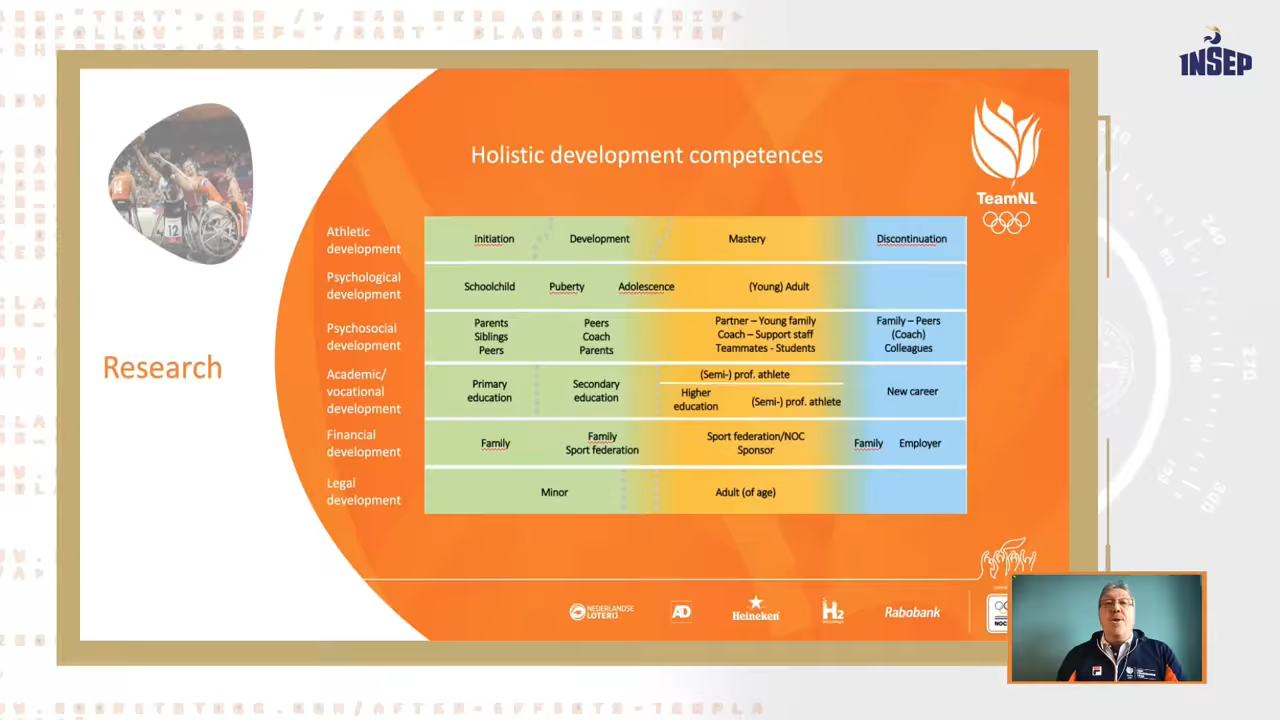 INSEP
Holistic development competences
TeamNL
Research
Athletic
development
Initiation
Development
Mastery
Discontinuation
Psychological
development
Schoolchild
Puberty
Adolescence
(Young) Adult
Psychosocial
development
Parents
Siblings
Peers
Peers
Coach
Parents
Partner – Young family
Coach – Support staff
Teammates - Students
Family – Peers
(Coach)
Colleagues
Academic/
vocational
development
Primary
education
Secondary
education
(Semi-) prof. athlete
Higher
education
(Semi-) prof. athlete
New career
Financial
development
Family
Family
Sport federation
Sport federation/NOC
Sponsor
Family
Employer
Legal
development
Minor
Adult (of age)
NEDERLANDSE
LOTERIJ
AD
Heineken
H2
Rabobank
NOC
14
12